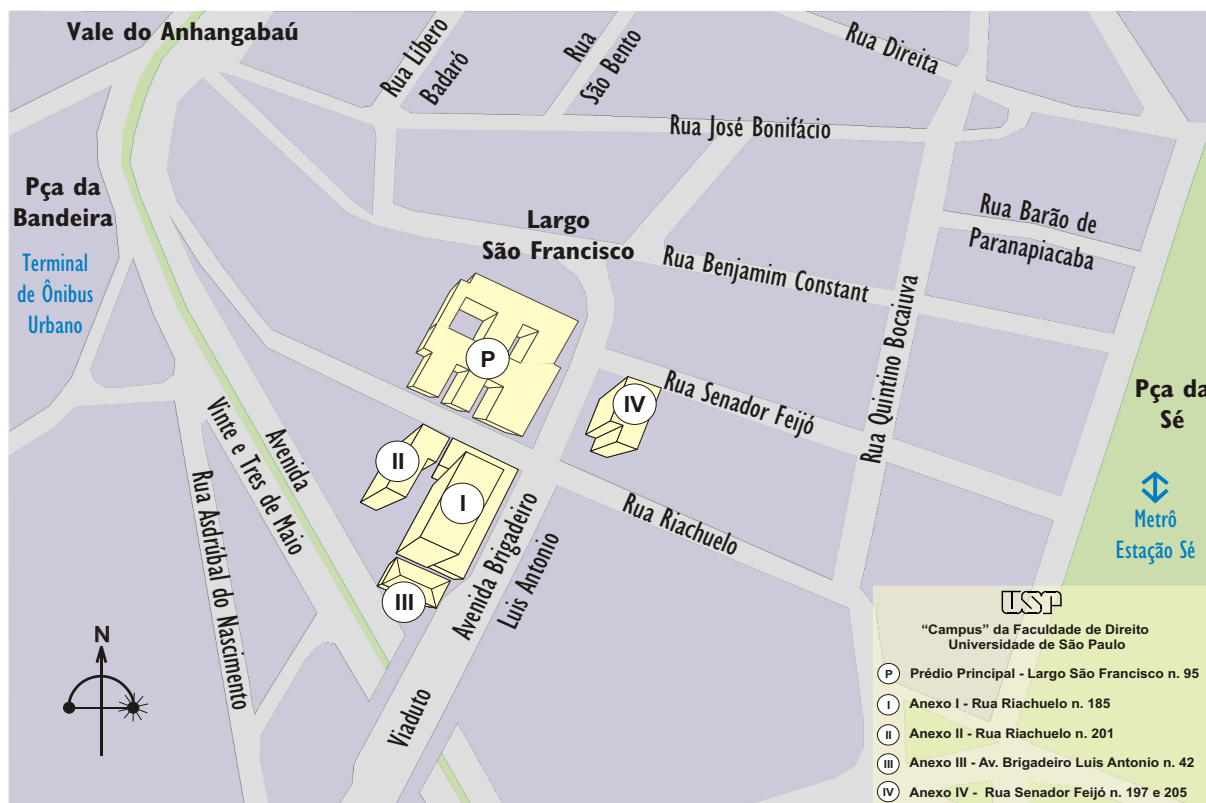 Vale do Anhangabaú
Rua Líbero
Badaró
Rua
São Bento
Rua Direita
Rua José Bonifácio
Pça da
Bandeira
Terminal
de Ônibus
Urbano
Largo
São Francisco
Rua Barão de
Paranapiacaba
Rua Benjamim Constant
Rua Quintino Bocaiuva
P
IV
Rua Senador Feijó
Pça da
Sé
II
I
III
Avenida
Vinte e Tres de Maio
Rua Asdrúbal do Nascimento
Rua Riachuelo
Avenida Brigadeiro
Luis Antonio
Viaduto
Metrô
Estação Sé
N
USP
“Campus” da Faculdade de Direito
Universidade de São Paulo
P Prédio Principal - Largo São Francisco n. 95
I Anexo I - Rua Riachuelo n. 185
II Anexo II - Rua Riachuelo n. 201
III Anexo III - Av. Brigadeiro Luis Antonio n. 42
IV Anexo IV - Rua Senador Feijó n. 197 e 205